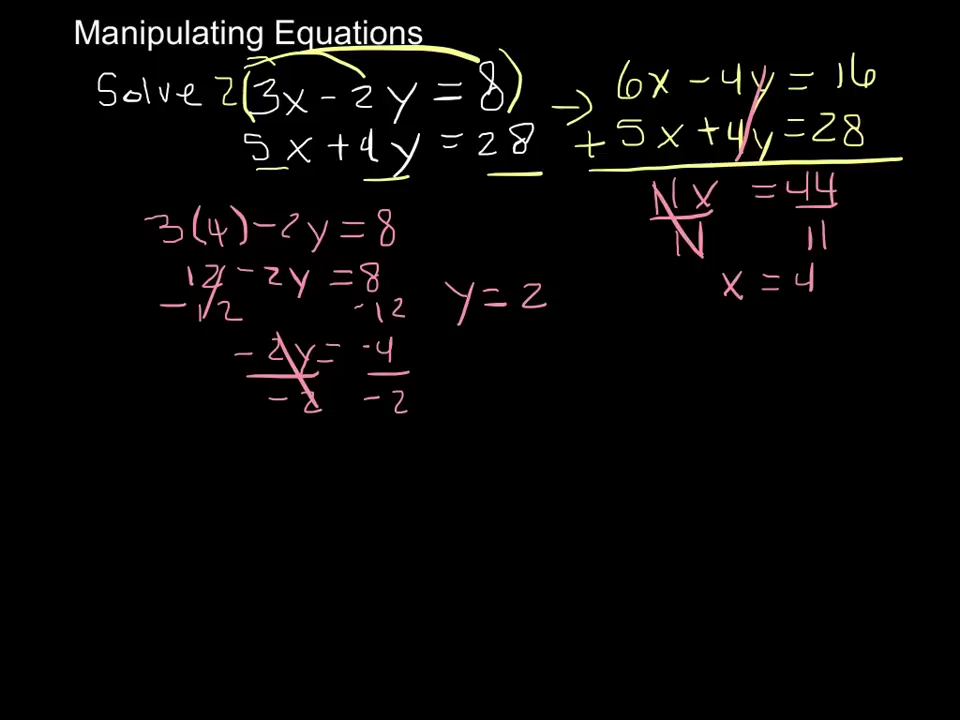 Manipulating Equations
Solve 2(3x - 2y = 8)
5x + 4y = 28
→ 6x - 4y = 16
+ 5x + 4y = 28
11x = 44
11 11
x = 4
3(4) - 2y = 8
12 - 2y = 8
-12 -12
-2y = -4
-2 -2
y = 2